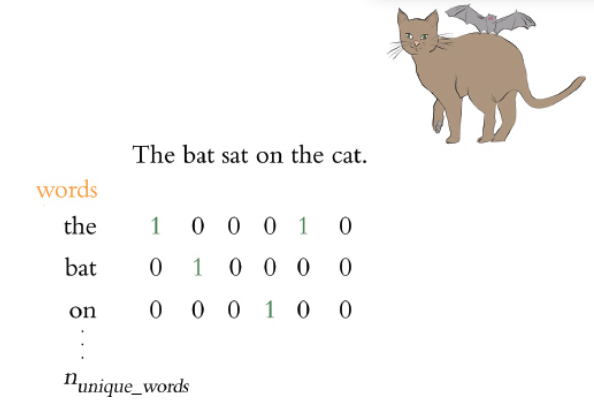 The bat sat on the cat.
words
the 1 0 0 0 1 0
bat 0 1 0 0 0 0
on 0 0 0 1 0 0
.
.
.
nunique_words